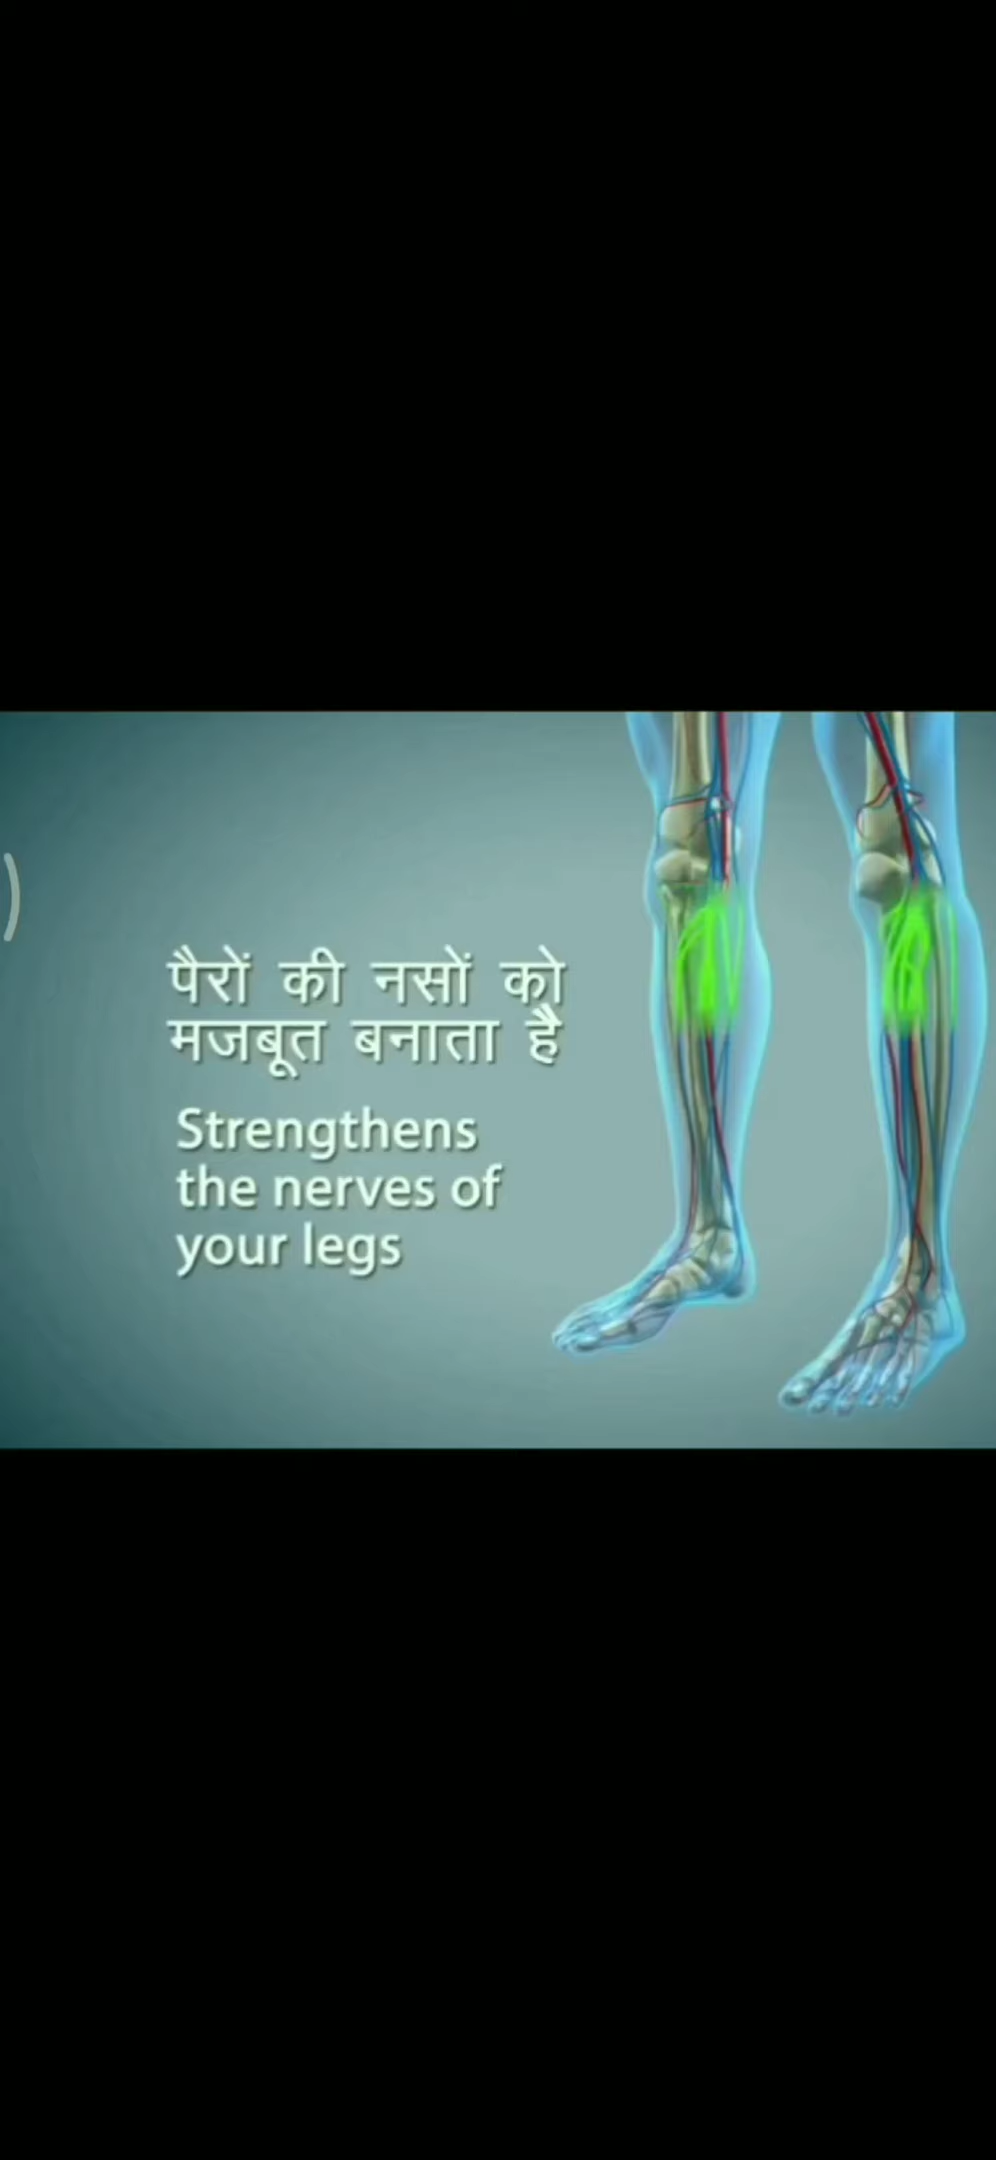 पैरों की नसों को
मजबूत बनाता है
Strengthens
the nerves of
your legs